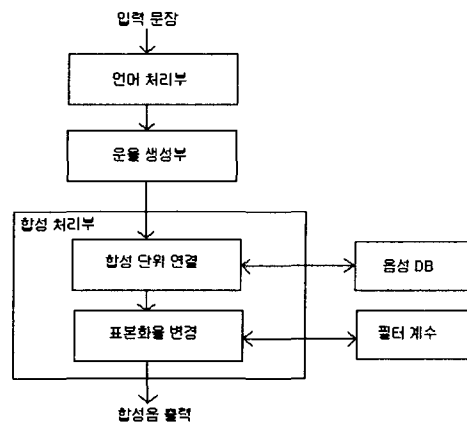 입력 문장
언어 처리부
운율 생성부
합성 처리부
합성 단위 연결
음성 DB
표본화율 변경
필터 계수
합성음 출력